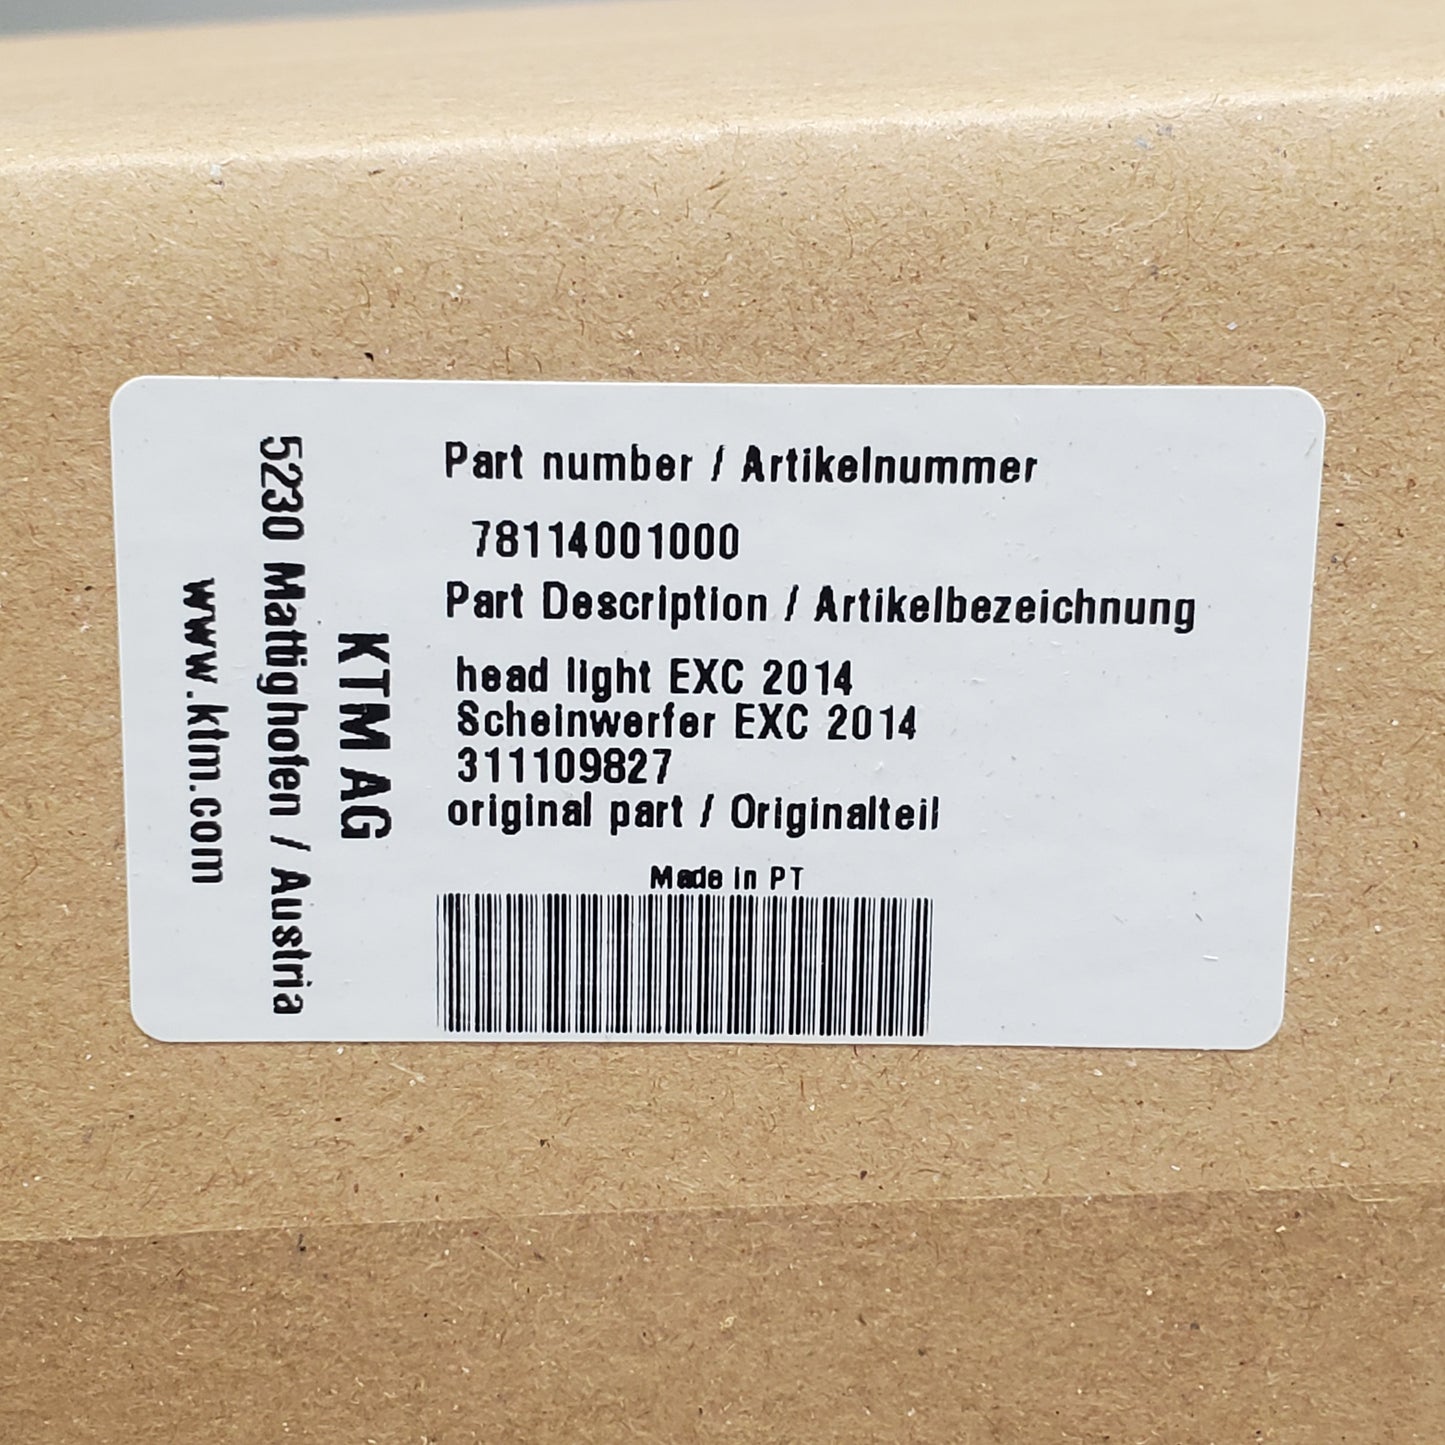 Part number / Artikelnummer
78114001000
Part Description / Artikelbezeichnung
head light EXC 2014
Scheinwerfer EXC 2014
311109827
original part / Originalteil
Made in PT
KTM AG
5230 Mattighofen / Austria
www.ktm.com